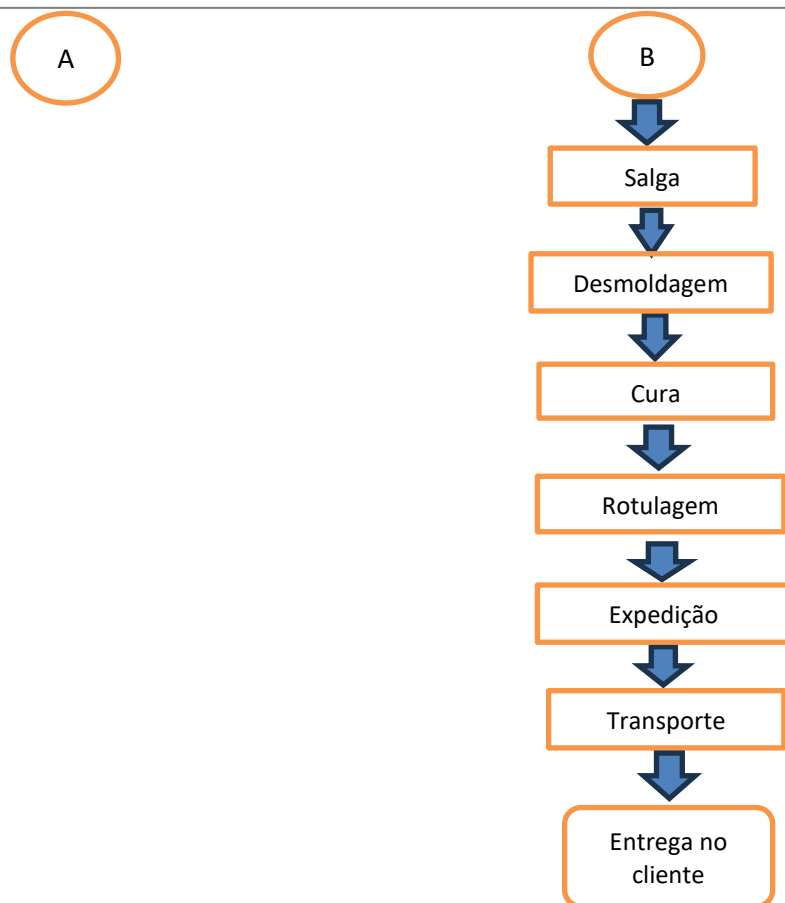 A
B
Salga
Desmoldagem
Cura
Rotulagem
Expedição
Transporte
Entrega no
cliente